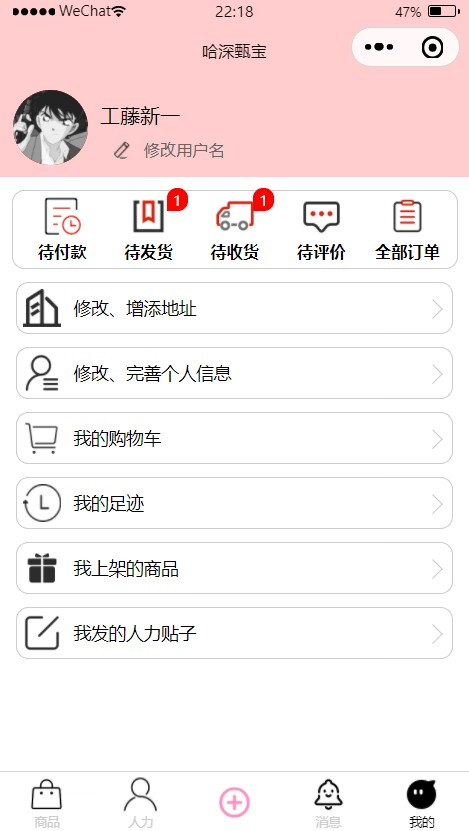 WeChat 22:18 47%
哈深甄宝
工藤新一
修改用户名
1 1
待付款 待发货 待收货 待评价 全部订单
修改、增添地址
修改、完善个人信息
我的购物车
我的足迹
我上架的商品
我发的人力贴子
商品 人力 消息 我的